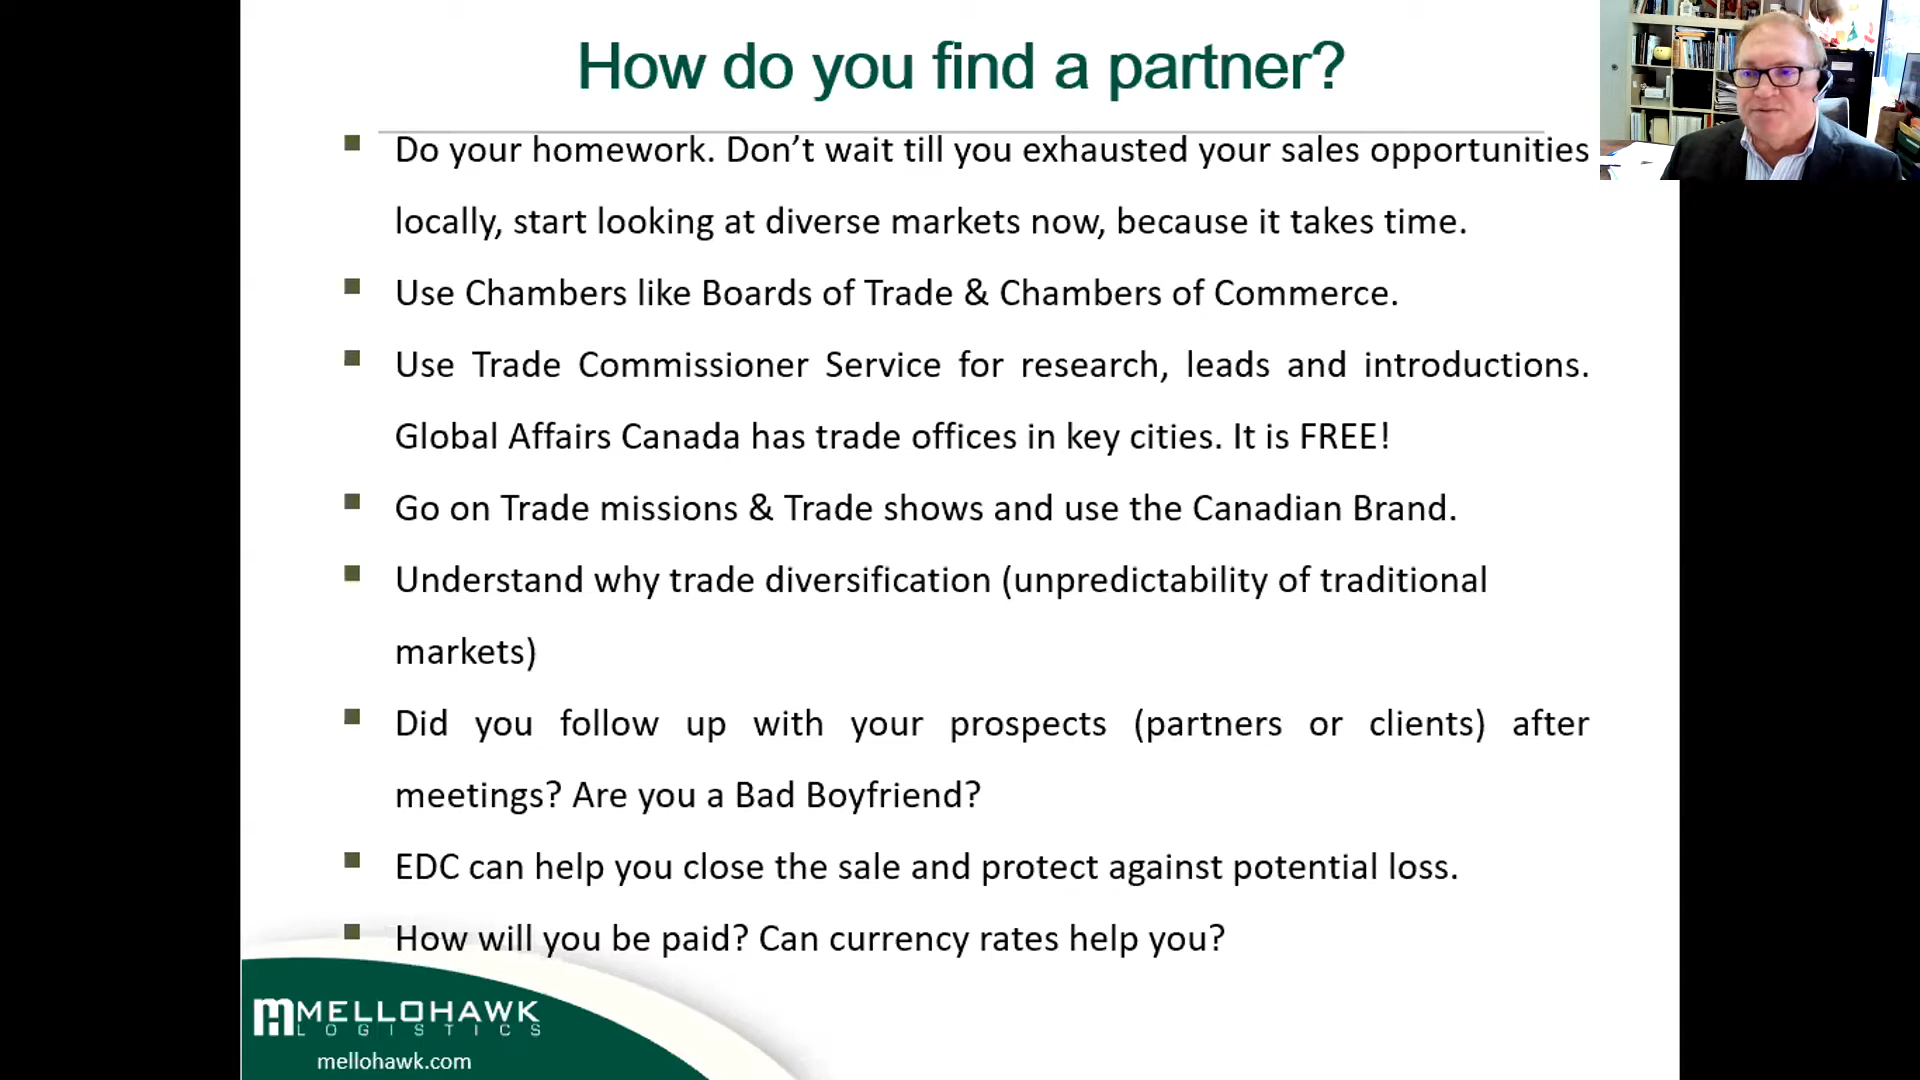 How do you find a partner?
Do your homework. Don’t wait till you exhausted your sales opportunities
locally, start looking at diverse markets now, because it takes time.
Use Chambers like Boards of Trade & Chambers of Commerce.
Use Trade Commissioner Service for research, leads and introductions.
Global Affairs Canada has trade offices in key cities. It is FREE!
Go on Trade missions & Trade shows and use the Canadian Brand.
Understand why trade diversification (unpredictability of traditional
markets)
Did you follow up with your prospects (partners or clients) after
meetings? Are you a Bad Boyfriend?
EDC can help you close the sale and protect against potential loss.
How will you be paid? Can currency rates help you?
MELLOHAWK
LOGISTICS
mellohawk.com